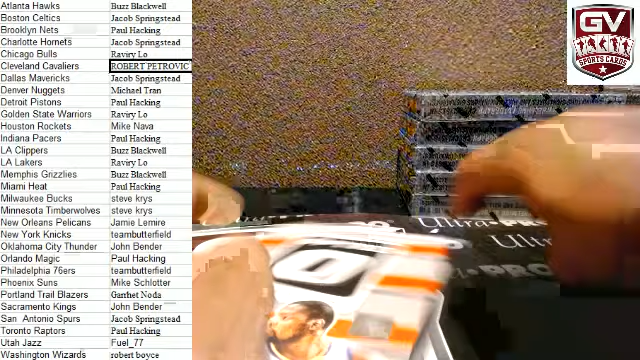 Atlanta Hawks Buzz Blackwell
Boston Celtics Jacob Springstead
Brooklyn Nets Paul Hacking
Charlotte Hornets Jacob Springstead
Chicago Bulls Raviry Lo
Cleveland Cavaliers ROBERT PETROVIC
Dallas Mavericks Jacob Springstead
Denver Nuggets Michael Tran
Detroit Pistons Paul Hacking
Golden State Warriors Raviry Lo
Houston Rockets Mike Nava
Indiana Pacers Paul Hacking
LA Clippers Buzz Blackwell
LA Lakers Raviry Lo
Memphis Grizzlies Buzz Blackwell
Miami Heat Paul Hacking
Milwaukee Bucks steve krys
Minnesota Timberwolves steve krys
New Orleans Pelicans Jamie Lemire
New York Knicks teambutterfield
Oklahoma City Thunder John Bender
Orlando Magic Paul Hacking
Philadelphia 76ers teambutterfield
Phoenix Suns Mike Schlotter
Portland Trail Blazers Garrhet Noda
Sacramento Kings John Bender
San Antonio Spurs Jacob Springstead
Toronto Raptors Paul Hacking
Utah Jazz Fuel_77
Washington Wizards robert boyce
GV
SPORTS CARDS
Ultra
Ultra
PRO